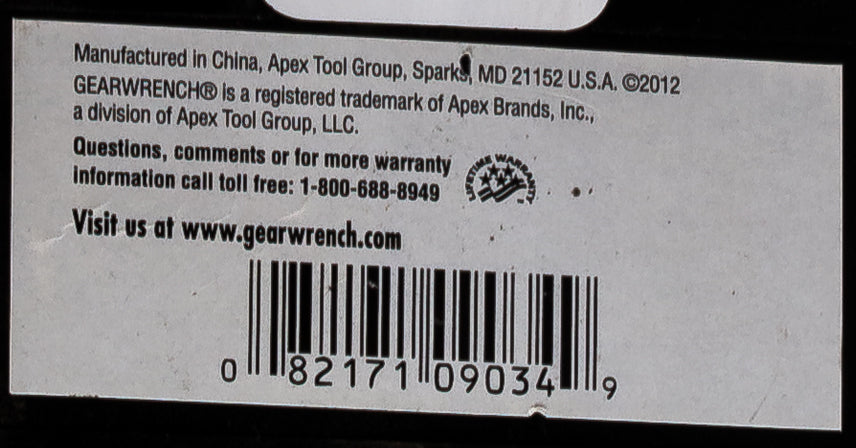 Manufactured in China, Apex Tool Group, Sparks, MD 21152 U.S.A. ©2012
GEARWRENCH® is a registered trademark of Apex Brands, Inc.,
a division of Apex Tool Group, LLC.
Questions, comments or for more warranty
information call toll free: 1-800-688-8949
LIFETIME WARRANTY
Visit us at www.gearwrench.com
0 82171 09034 9